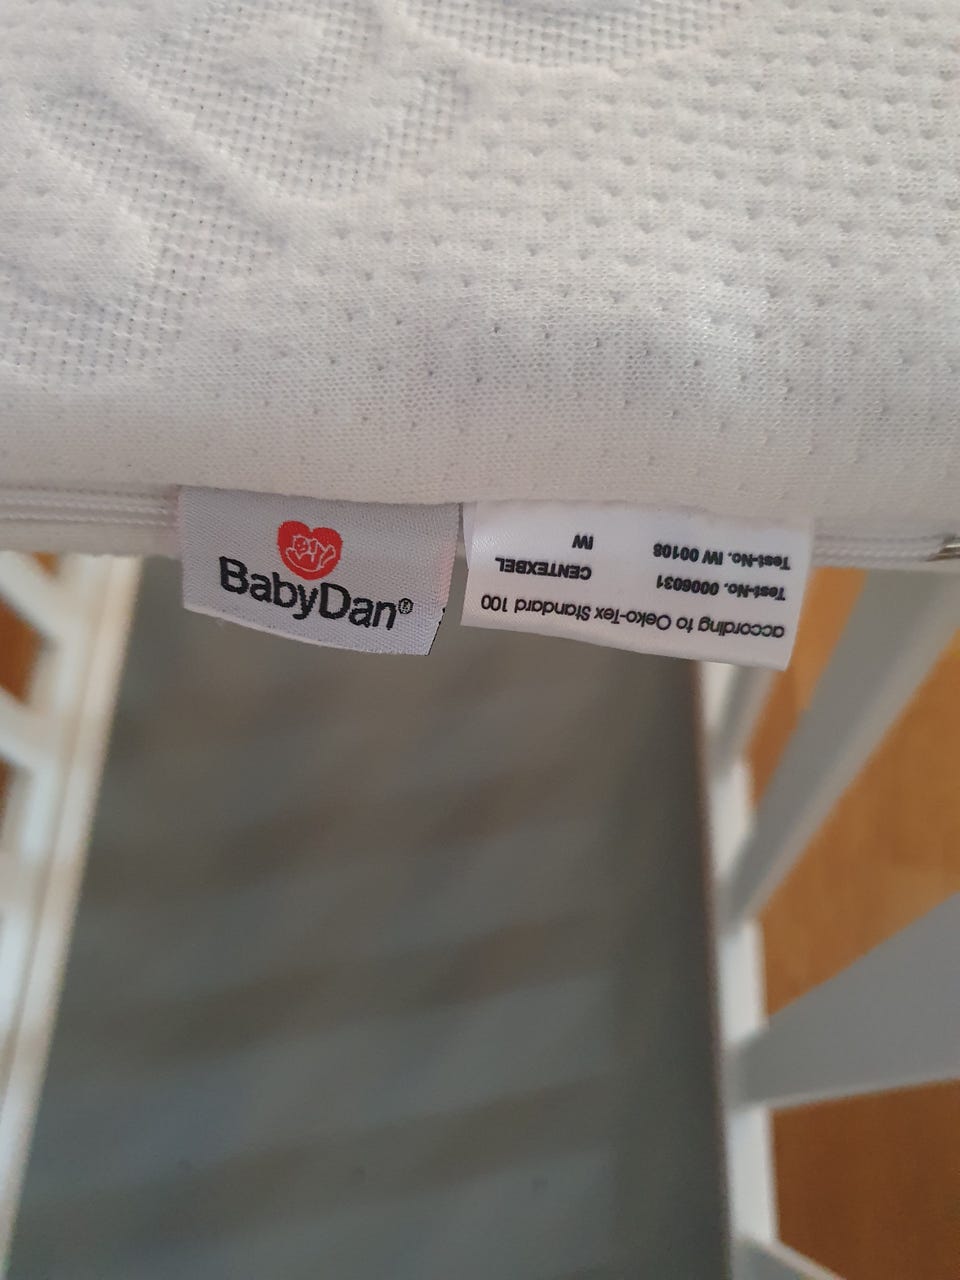 BabyDan®
according to Oeko-Tex Standard 100
Test-No. 0006031 CENTEXBEL
Test-No. IW 00108 IW